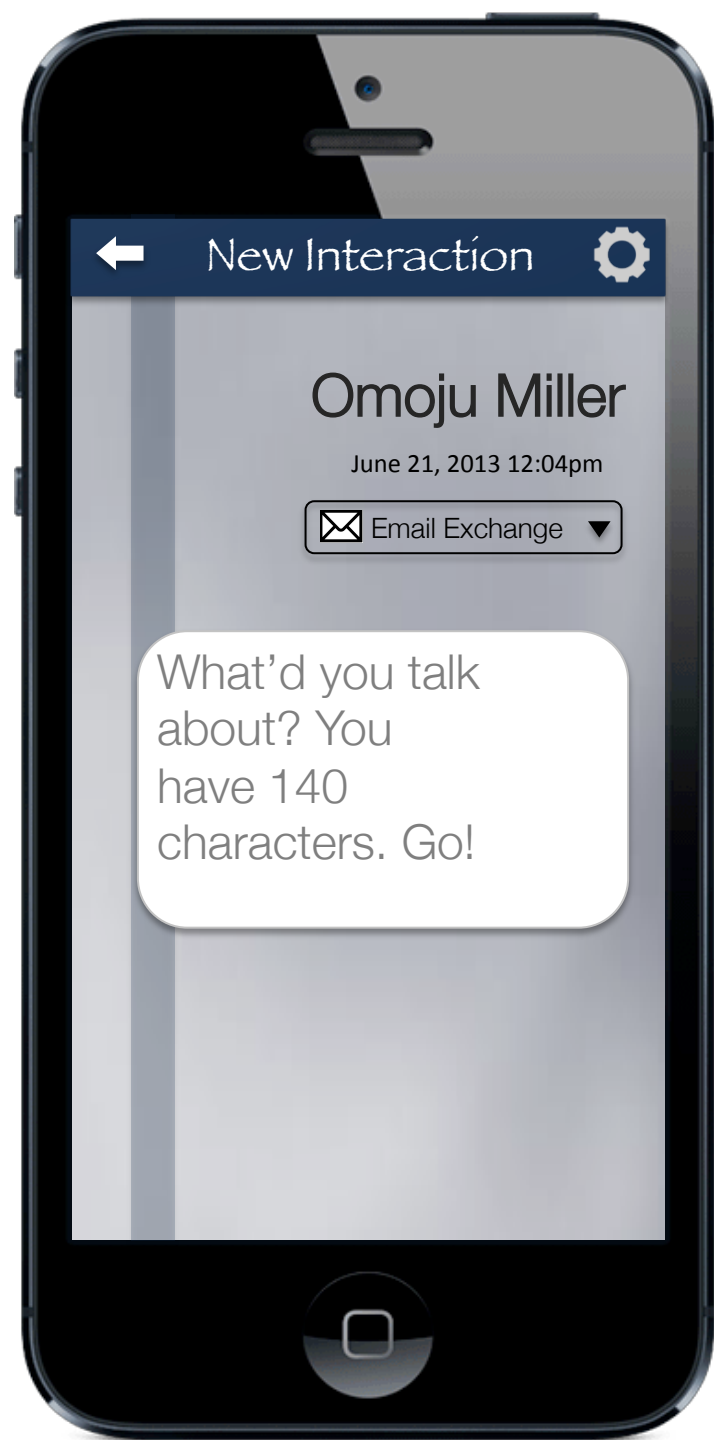 New Interaction
Omoju Miller
June 21, 2013 12:04pm
Email Exchange
What’d you talk
about? You
have 140
characters. Go!